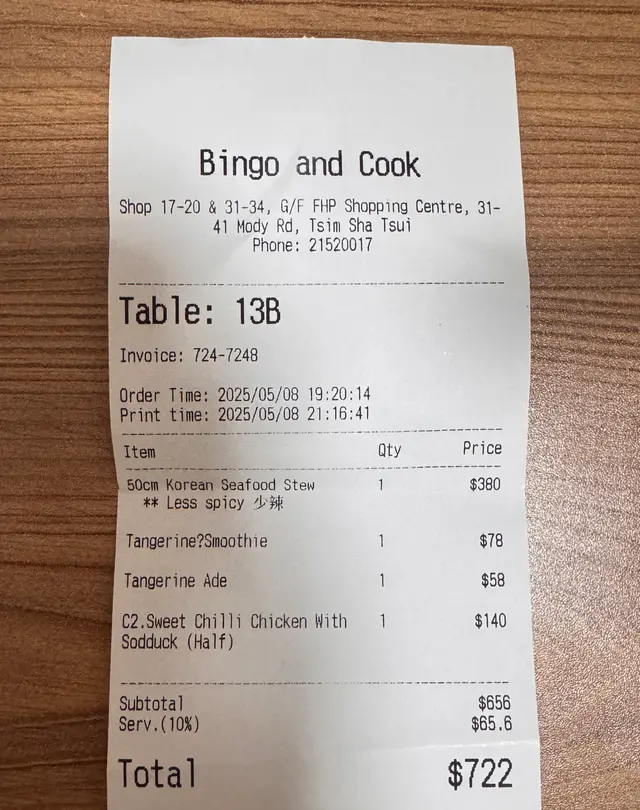 Bingo and Cook
Shop 17-20 & 31-34, G/F FHP Shopping Centre, 31-
41 Mody Rd, Tsim Sha Tsui
Phone: 21520017
Table: 13B
Invoice: 724-7248
Order Time: 2025/05/08 19:20:14
Print time: 2025/05/08 21:16:41
Item Qty Price
50cm Korean Seafood Stew 1 $380
** Less spicy 少辣
Tangerine?Smoothie 1 $78
Tangerine Ade 1 $58
C2.Sweet Chilli Chicken With 1 $140
Sodduck (Half)
Subtotal $656
Serv.(10%) $65.6
Total $722